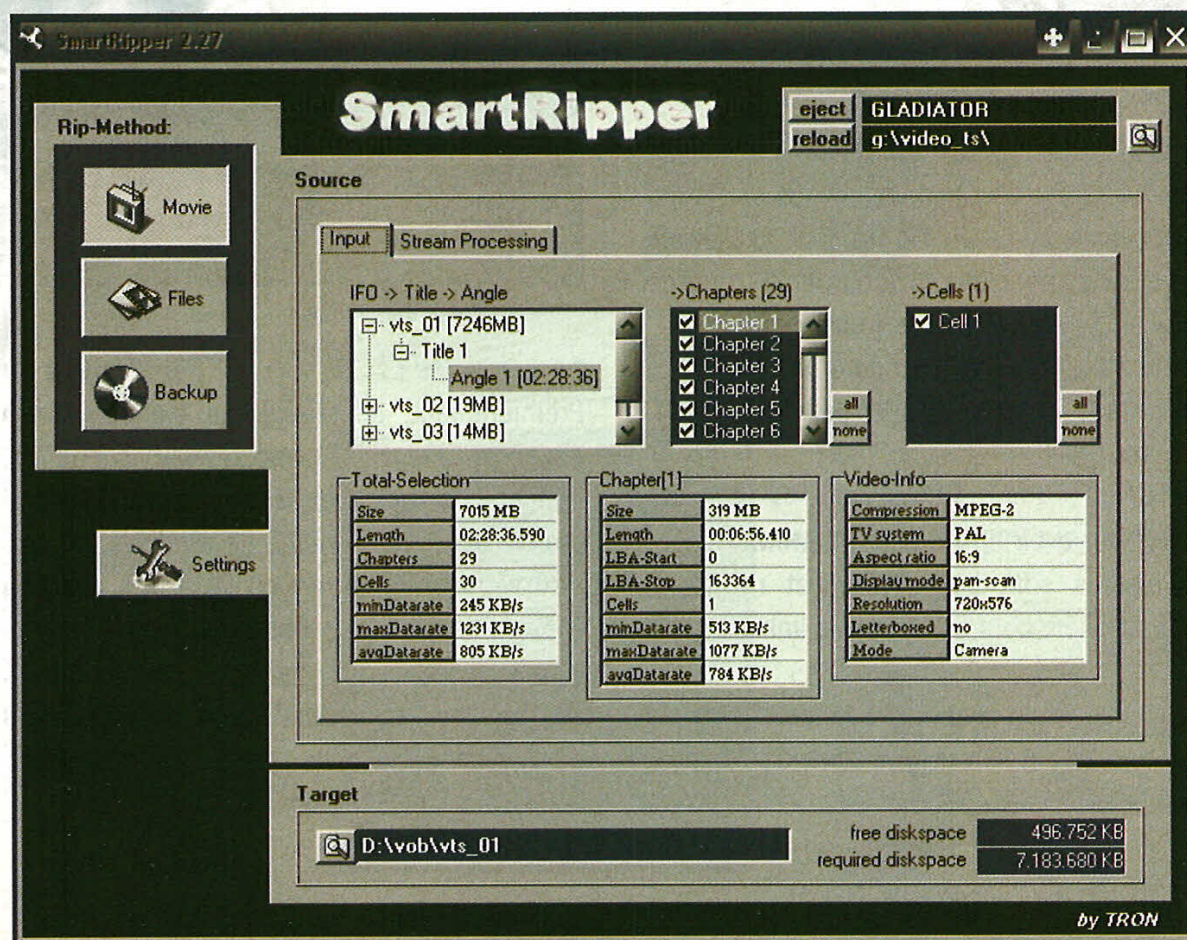 SmartRipper 2.27
SmartRipper
eject GLADIATOR
reload g:\video_ts\
Rip-Method:
Movie
Files
Backup
Settings
Source
Input Stream Processing
IFO -> Title -> Angle
vts_01 [7246MB]
Title 1
Angle 1 [02:28:36]
vts_02 [19MB]
vts_03 [14MB]
->Chapters (29)
Chapter 1
Chapter 2
Chapter 3
Chapter 4
Chapter 5
Chapter 6
all
none
->Cells (1)
Cell 1
all
none
Total-Selection
Size 7015 MB
Length 02:28:36.590
Chapters 29
Cells 30
minDatarate 245 KB/s
maxDatarate 1231 KB/s
avgDatarate 805 KB/s
Chapter[1]
Size 319 MB
Length 00:06:56.410
LBA-Start 0
LBA-Stop 163364
Cells 1
minDatarate 513 KB/s
maxDatarate 1077 KB/s
avgDatarate 784 KB/s
Video-Info
Compression MPEG-2
TV system PAL
Aspect ratio 16:9
Display mode pan-scan
Resolution 720x576
Letterboxed no
Mode Camera
Target
D:\vob\vts_01
free diskspace 496.752 KB
required diskspace 7.183.680 KB
by TRON